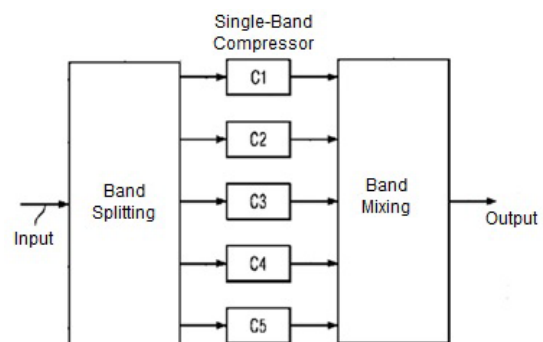 Single-Band
Compressor
C1
C2
C3
C4
C5
Band
Splitting
Band
Mixing
Input
Output